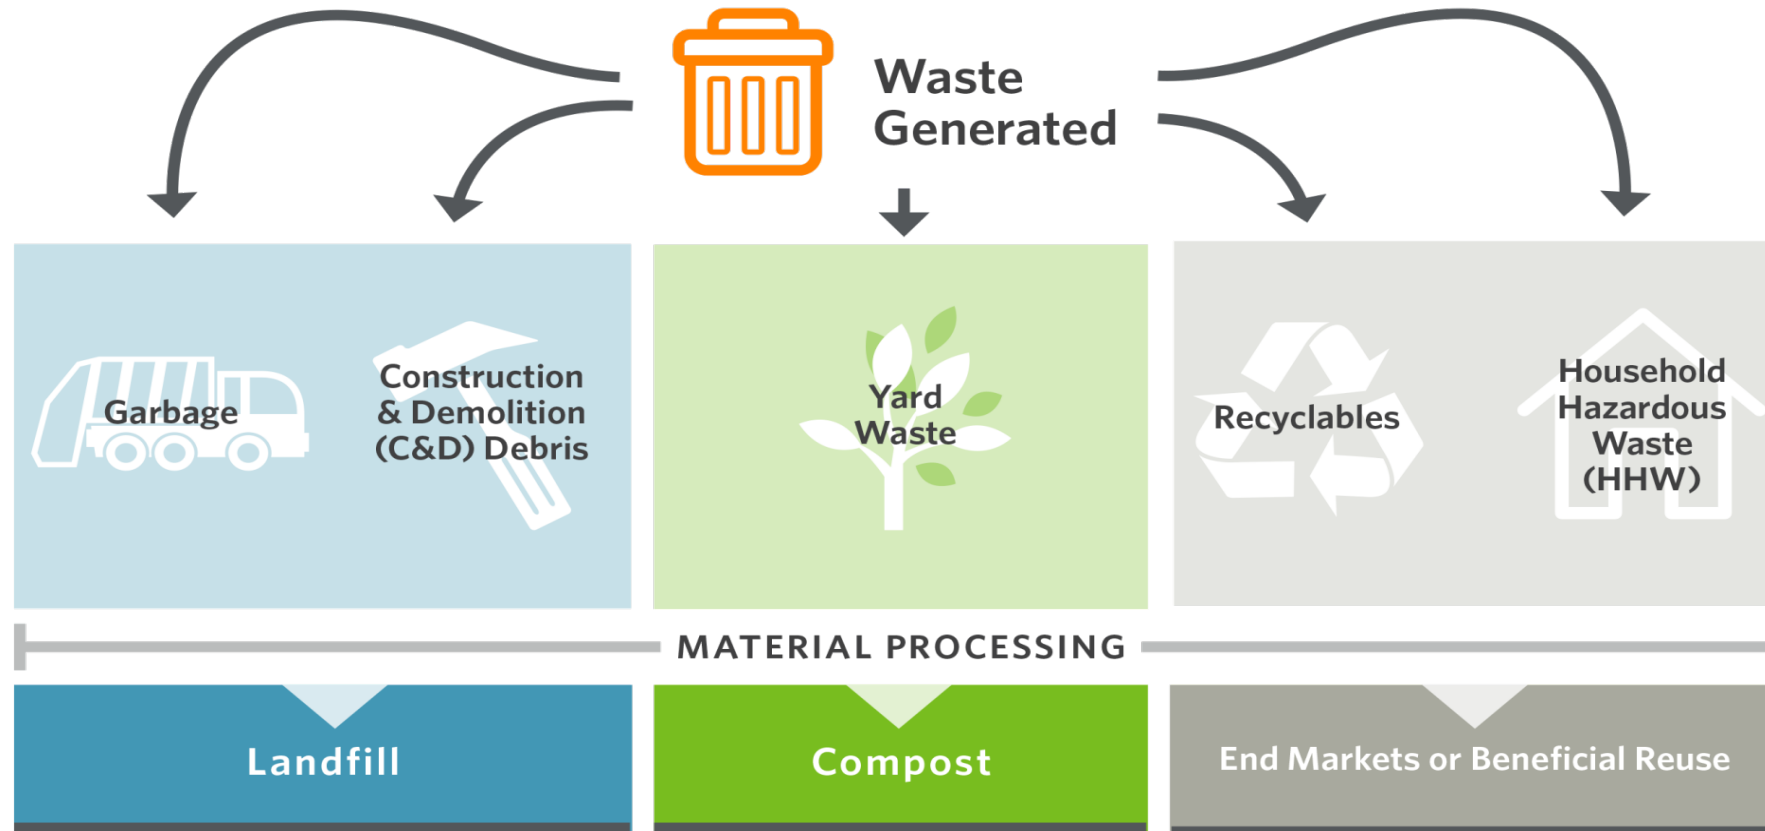 Waste
Generated
Garbage
Construction
& Demolition
(C&D) Debris
Yard
Waste
Recyclables
Household
Hazardous
Waste
(HHW)
MATERIAL PROCESSING
Landfill
Compost
End Markets or Beneficial Reuse